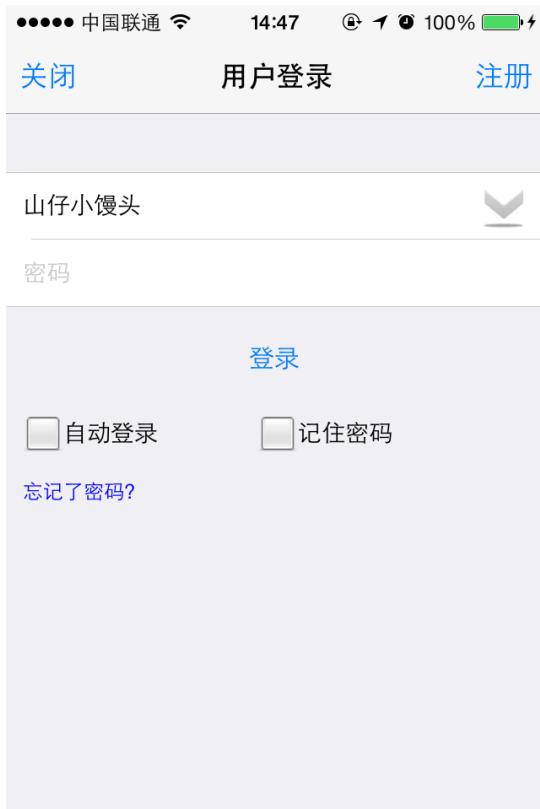 中国联通 14:47 100%
关闭 用户登录 注册
山仔小馒头
密码
登录
自动登录 记住密码
忘记了密码?